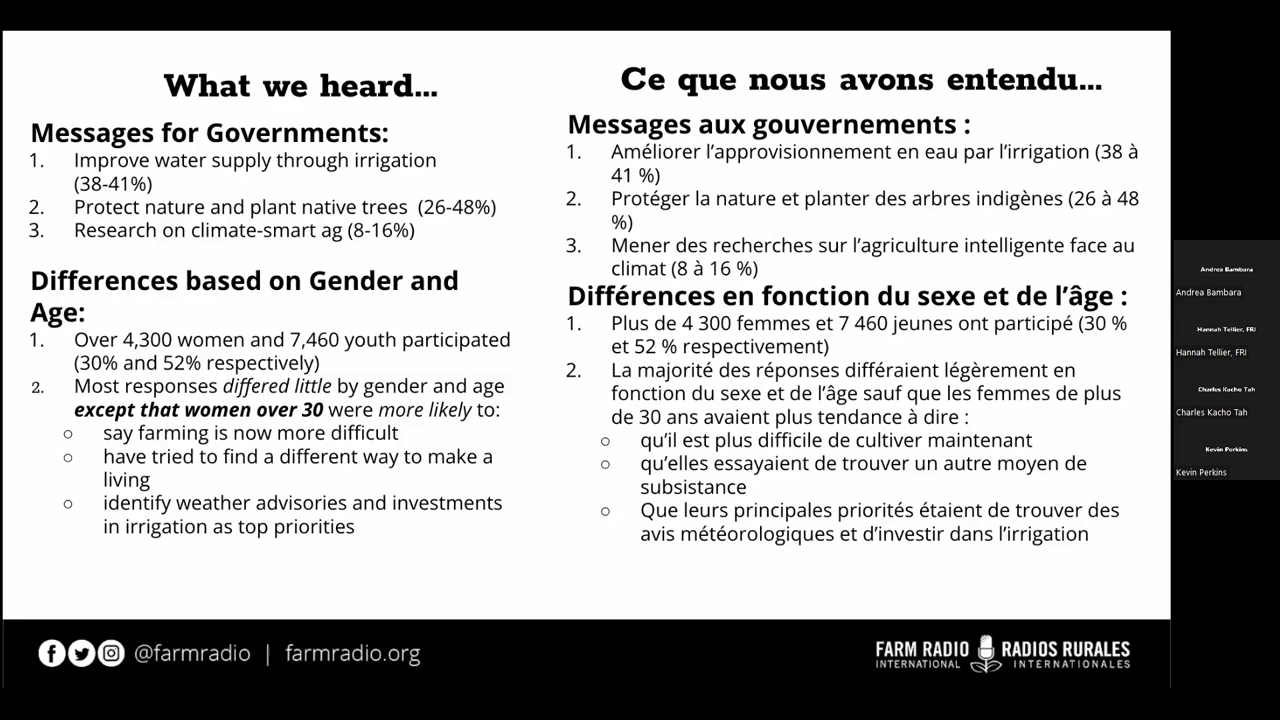 What we heard...
Messages for Governments:
1. Improve water supply through irrigation
(38-41%)
2. Protect nature and plant native trees (26-48%)
3. Research on climate-smart ag (8-16%)
Differences based on Gender and
Age:
1. Over 4,300 women and 7,460 youth participated
(30% and 52% respectively)
2. Most responses differed little by gender and age
except that women over 30 were more likely to:
○ say farming is now more difficult
○ have tried to find a different way to make a
living
○ identify weather advisories and investments
in irrigation as top priorities
Ce que nous avons entendu...
Messages aux gouvernements :
1. Améliorer l’approvisionnement en eau par l’irrigation (38 à
41 %)
2. Protéger la nature et planter des arbres indigènes (26 à 48
%)
3. Mener des recherches sur l’agriculture intelligente face au
climat (8 à 16 %)
Différences en fonction du sexe et de l’âge :
1. Plus de 4 300 femmes et 7 460 jeunes ont participé (30 %
et 52 % respectivement)
2. La majorité des réponses différaient légèrement en
fonction du sexe et de l’âge sauf que les femmes de plus
de 30 ans avaient plus tendance à dire :
○ qu’il est plus difficile de cultiver maintenant
○ qu’elles essayaient de trouver un autre moyen de
subsistance
○ Que leurs principales priorités étaient de trouver des
avis météorologiques et d’investir dans l’irrigation
@farmradio | farmradio.org
FARM RADIO
INTERNATIONAL
RADIOS RURALES
INTERNATIONALES
Andrea Bambara
Andrea Bambara
Hannah Tellier, FRI
Hannah Tellier, FRI
Charles Kacho Tah
Charles Kacho Tah
Kevin Perkins
Kevin Perkins